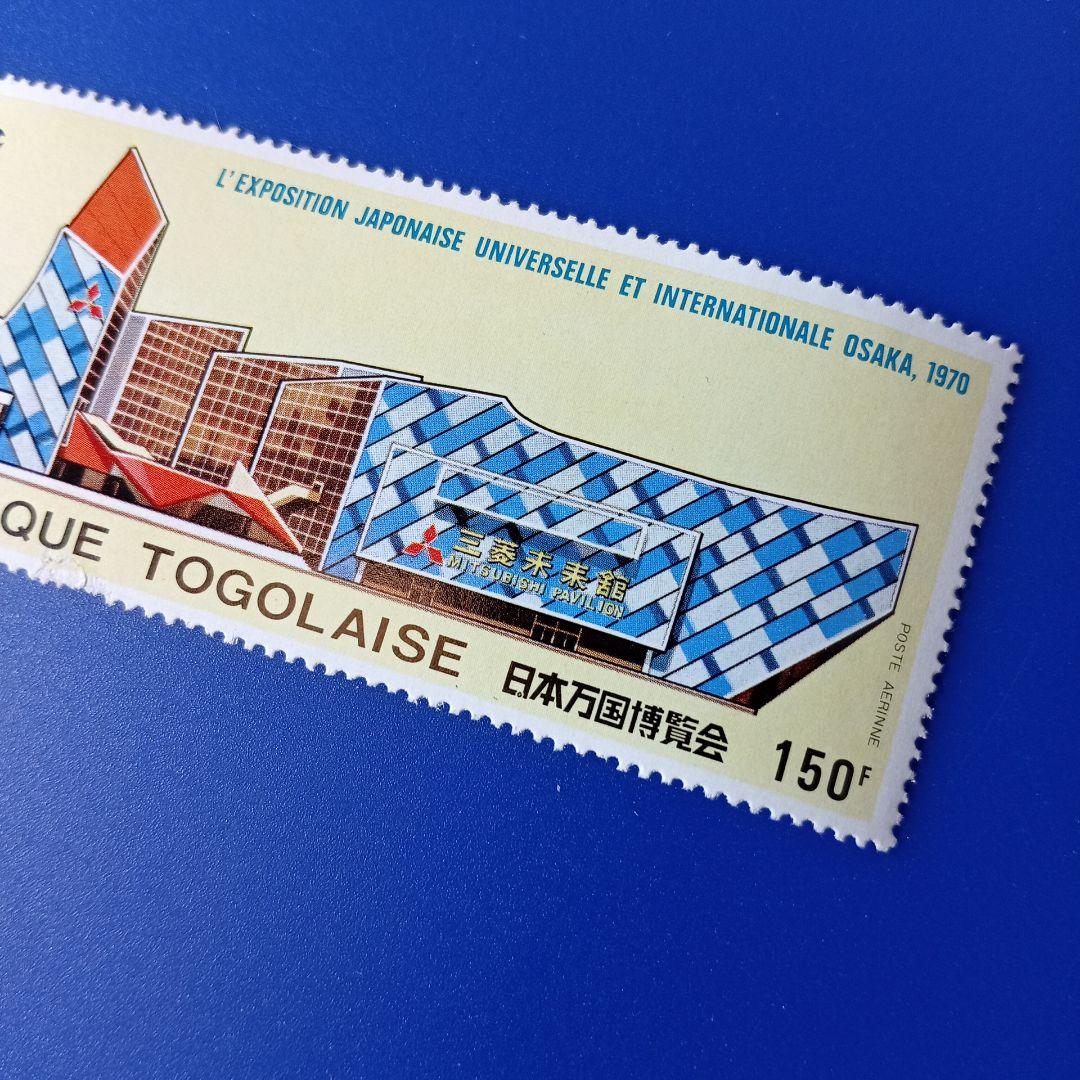 L'EXPOSITION JAPONAISE UNIVERSELLE ET INTERNATIONALE OSAKA, 1970
三菱未来館
MITSUBISHI PAVILION
QUE TOGOLAISE
日本万国博覧会
150F
POSTE AERINNE